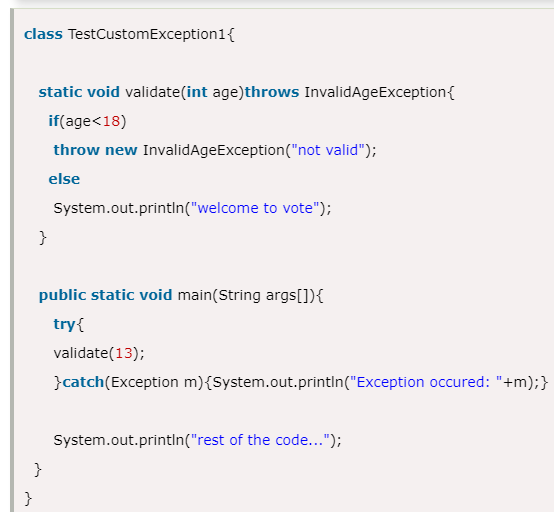 class TestCustomException1{
static void validate(int age)throws InvalidAgeException{
if(age<18)
throw new InvalidAgeException("not valid");
else
System.out.println("welcome to vote");
}
public static void main(String args[]){
try{
validate(13);
}catch(Exception m){System.out.println("Exception occured: "+m);}
System.out.println("rest of the code...");
}
}